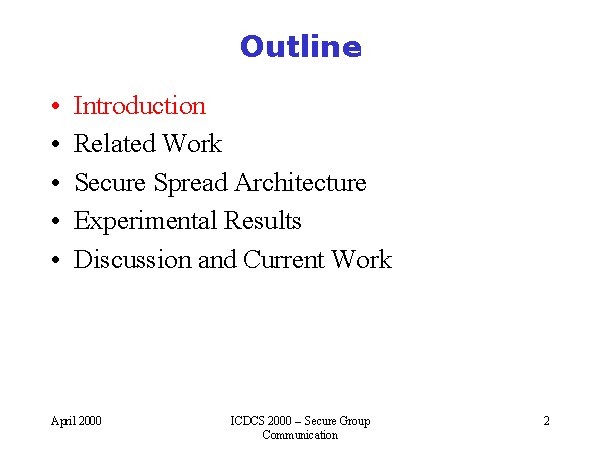 Outline
• Introduction
• Related Work
• Secure Spread Architecture
• Experimental Results
• Discussion and Current Work
April 2000
ICDCS 2000 – Secure Group
Communication
2